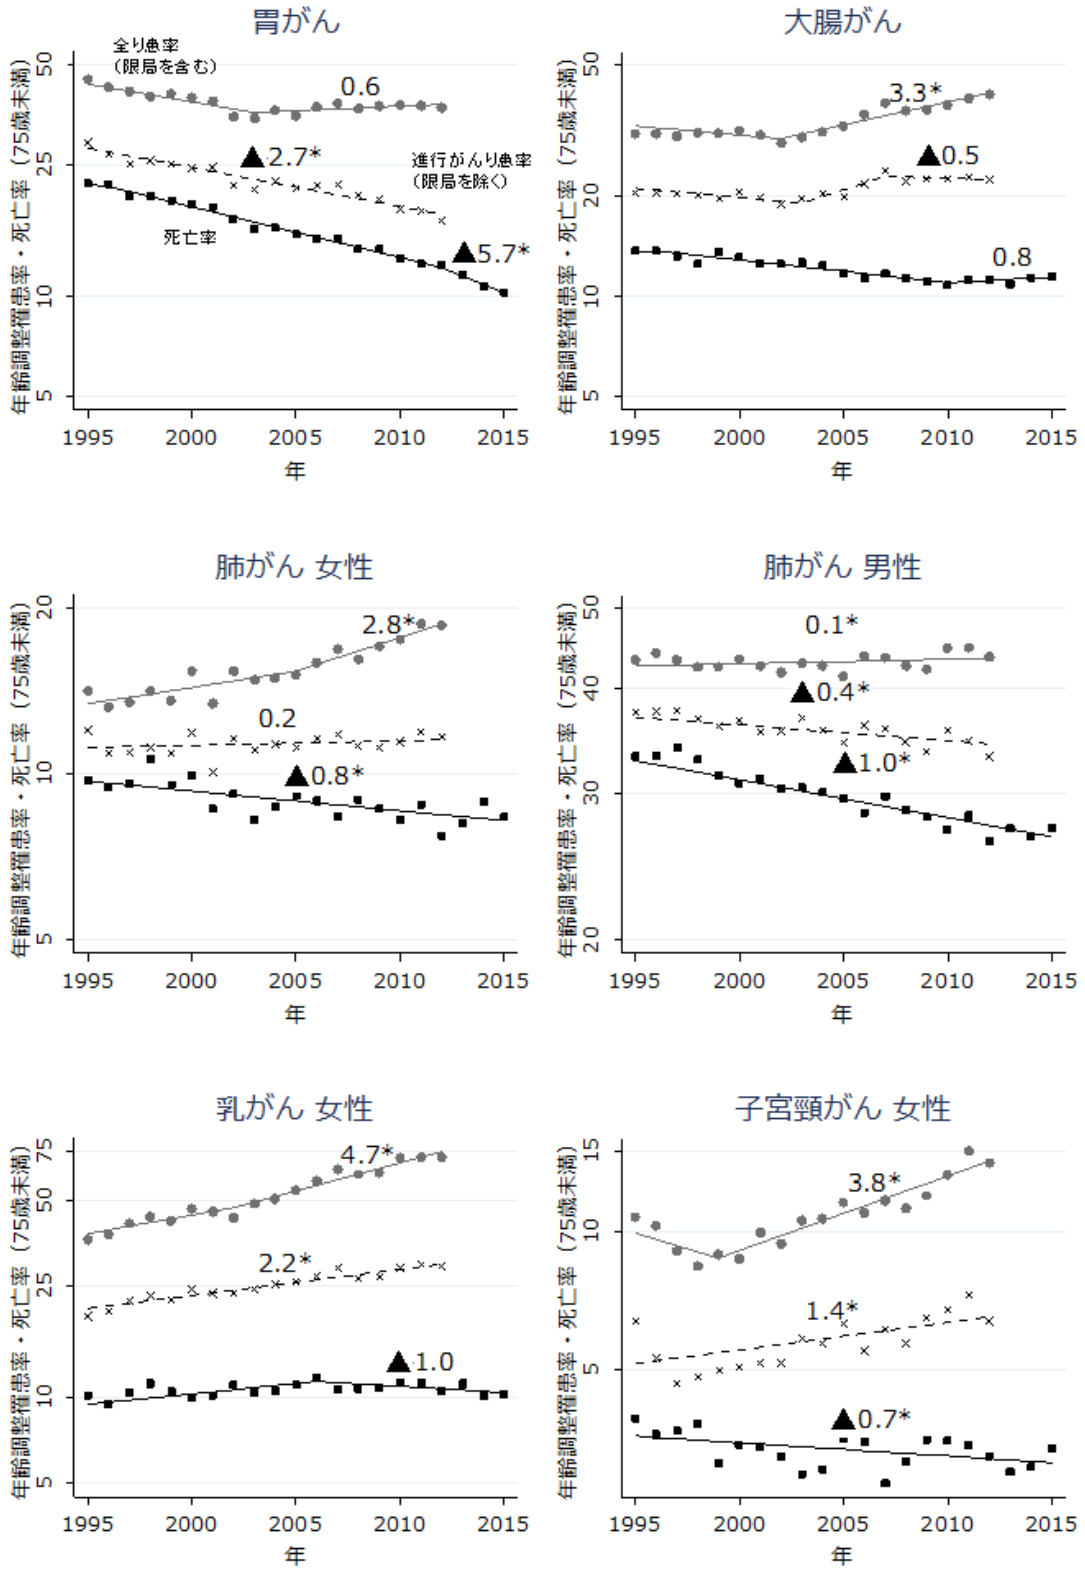 胃がん
年齢調整罹患率・死亡率（75歳未満）
50
25
10
5
全り患率
（限局を含む）
0.6
▲2.7*
進行がんり患率
（限局を除く）
死亡率
▲5.7*
1995 2000 2005 2010 2015
年
大腸がん
年齢調整罹患率・死亡率（75歳未満）
50
20
10
5
3.3*
▲0.5
0.8
1995 2000 2005 2010 2015
年
肺がん 女性
年齢調整罹患率・死亡率（75歳未満）
20
10
5
2.8*
0.2
▲0.8*
1995 2000 2005 2010 2015
年
肺がん 男性
年齢調整罹患率・死亡率（75歳未満）
50
40
30
20
0.1*
▲0.4*
▲1.0*
1995 2000 2005 2010 2015
年
乳がん 女性
年齢調整罹患率・死亡率（75歳未満）
75
50
25
10
5
4.7*
2.2*
▲1.0
1995 2000 2005 2010 2015
年
子宮頸がん 女性
年齢調整罹患率・死亡率（75歳未満）
15
10
5
3.8*
1.4*
▲0.7*
1995 2000 2005 2010 2015
年